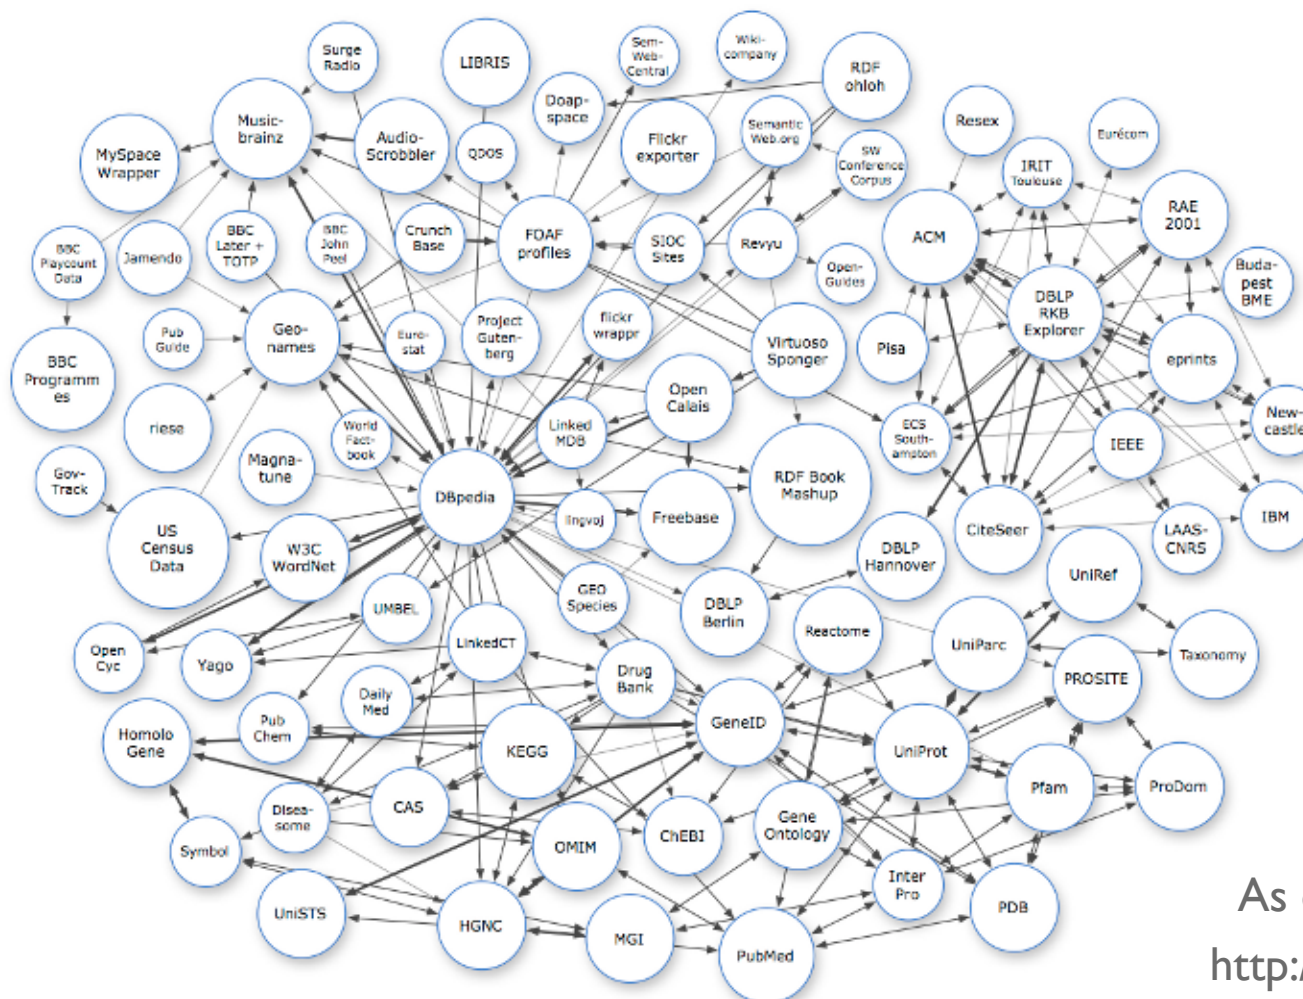 Surge
Radio
LIBRIS
Sem-
Web-
Central
Wiki-
company
RDF
ohloh
Music-
brainz
Audio-
Scrobbler
QDOS
Doap-
space
Flickr
exporter
Semantic
Web.org
SW
Conference
Corpus
Resex
Eurécom
IRIT
Toulouse
MySpace
Wrapper
BBC
Playcount
Data
Jamendo
BBC
Later +
TOTP
BBC
John
Peel
Crunch
Base
FOAF
profiles
SIOC
Sites
Revyu
Open-
Guides
ACM
RAE
2001
DBLP
RKB
Explorer
Buda-
pest
BME
Pub
Guide
Geo-
names
Euro-
stat
Project
Guten-
berg
flickr
wrappr
Virtuoso
Sponger
Pisa
eprints
BBC
Programm
es
riese
World
Fact-
book
Linked
MDB
Open
Calais
ECS
South-
ampton
IEEE
New-
castle
Gov-
Track
Magna-
tune
DBpedia
RDF Book
Mashup
US
Census
Data
W3C
WordNet
lingvoj
Freebase
CiteSeer
LAAS-
CNRS
IBM
DBLP
Hannover
UMBEL
GEO
Species
DBLP
Berlin
UniRef
Open
Cyc
Yago
LinkedCT
Reactome
UniParc
Taxonomy
Daily
Med
Drug
Bank
PROSITE
Homolo
Gene
Pub
Chem
KEGG
GeneID
UniProt
Pfam
ProDom
Symbol
Disea-
some
CAS
OMIM
ChEBI
Gene
Ontology
Inter
Pro
PDB
UniSTS
HGNC
MGI
PubMed
As
http:/